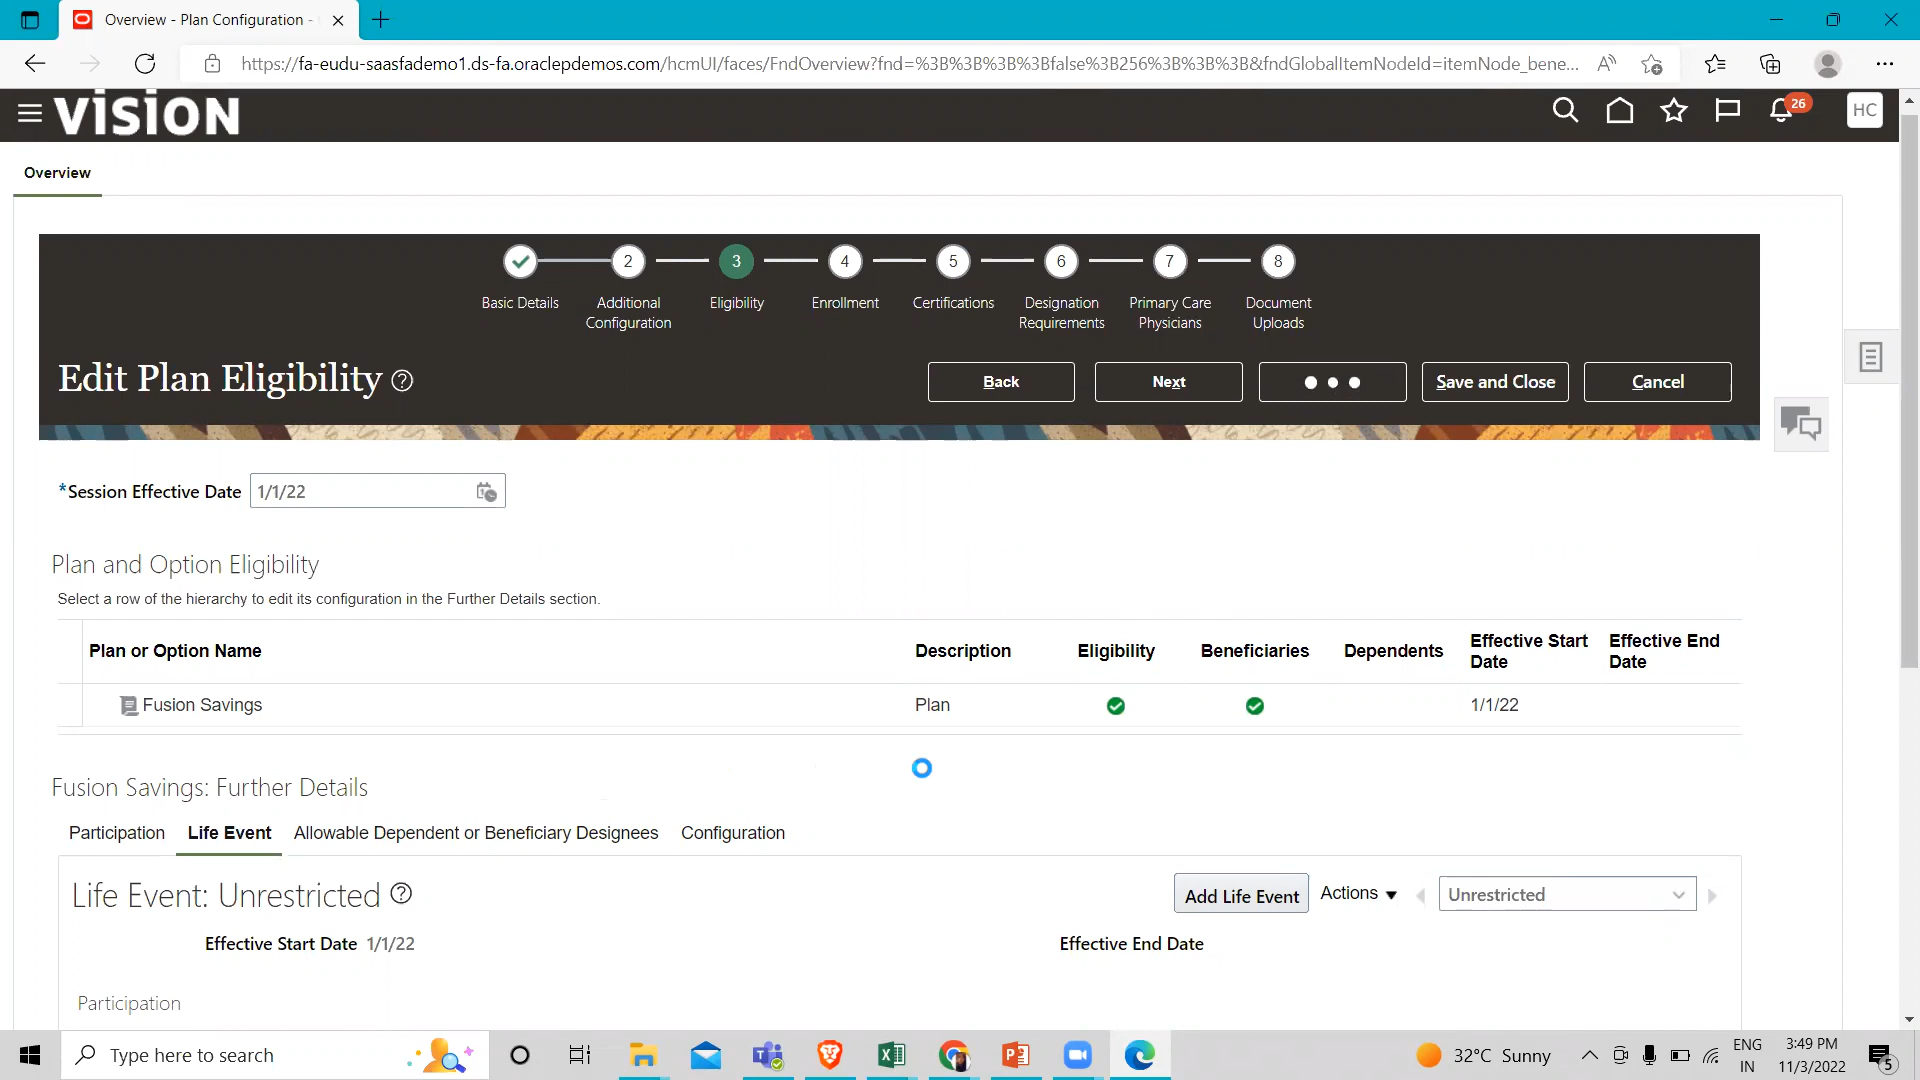 Overview - Plan Configuration -
https://fa-eudu-saasfademo1.ds-fa.oraclepdemos.com/hcmUI/faces/FndOverview?fnd=%3B%3B%3B%3Bfalse%3B256%3B%3B%3B&fndGlobalItemNodeId=itemNode_bene...
VISION
26
HC
Overview
2 3 4 5 6 7 8
Basic Details Additional Configuration Eligibility Enrollment Certifications Designation Requirements Primary Care Physicians Document Uploads
Edit Plan Eligibility ? Back Next Save and Close Cancel
*Session Effective Date 1/1/22
Plan and Option Eligibility
Select a row of the hierarchy to edit its configuration in the Further Details section.
Plan or Option Name Description Eligibility Beneficiaries Dependents Effective Start Date Effective End Date
Fusion Savings Plan 1/1/22
Fusion Savings: Further Details
Participation Life Event Allowable Dependent or Beneficiary Designees Configuration
Life Event: Unrestricted ? Add Life Event Actions Unrestricted
Effective Start Date 1/1/22 Effective End Date
Participation
Type here to search 32°C Sunny ENG IN 3:49 PM 11/3/2022 5